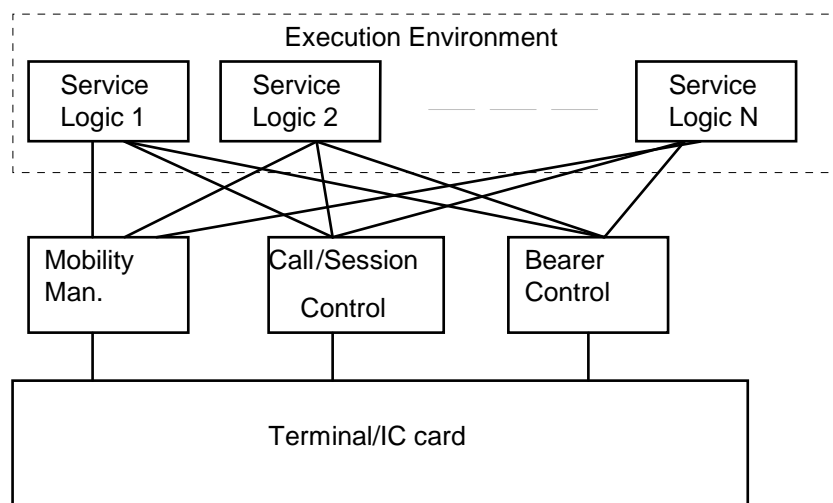 Execution Environment
Service
Logic 1
Service
Logic 2
Service
Logic N
Mobility
Man.
Call/Session
Control
Bearer
Control
Terminal/IC card